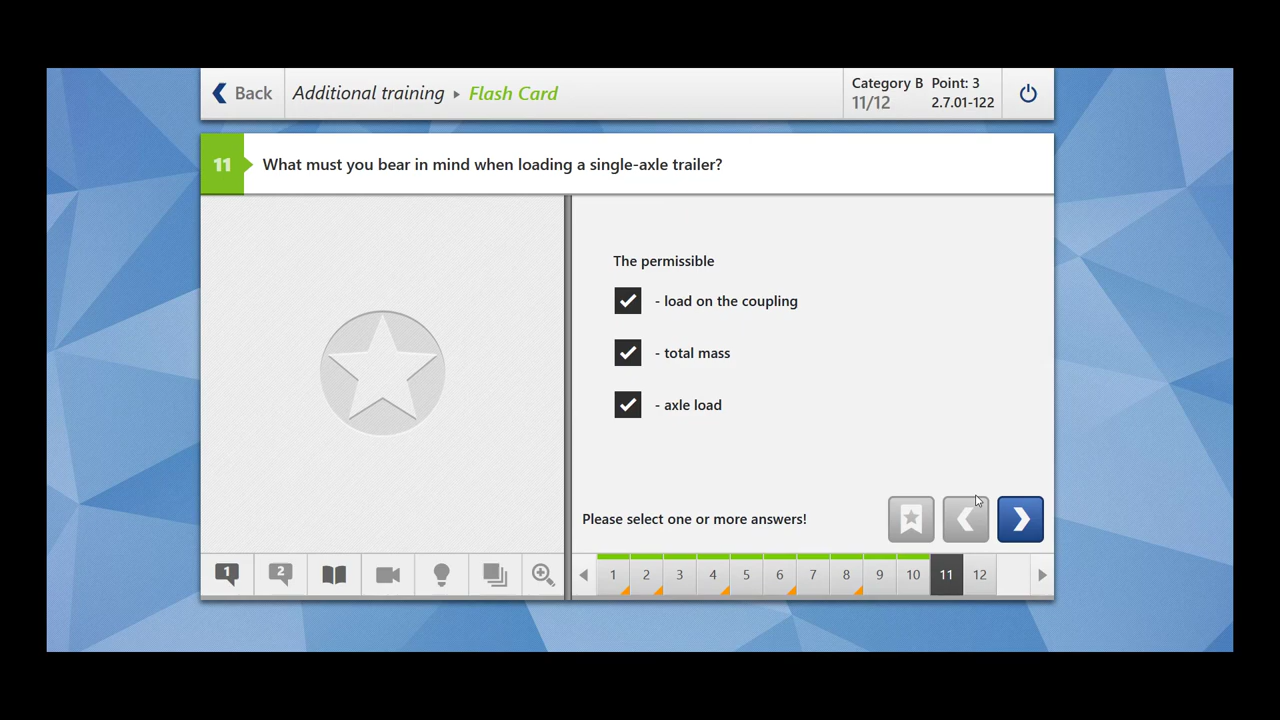 Back
Additional training ▸ Flash Card
Category B Point: 3
11/12 2.7.01-122
11 What must you bear in mind when loading a single-axle trailer?
The permissible
- load on the coupling
- total mass
- axle load
Please select one or more answers!
1 2
1 2 3 4 5 6 7 8 9 10 11 12